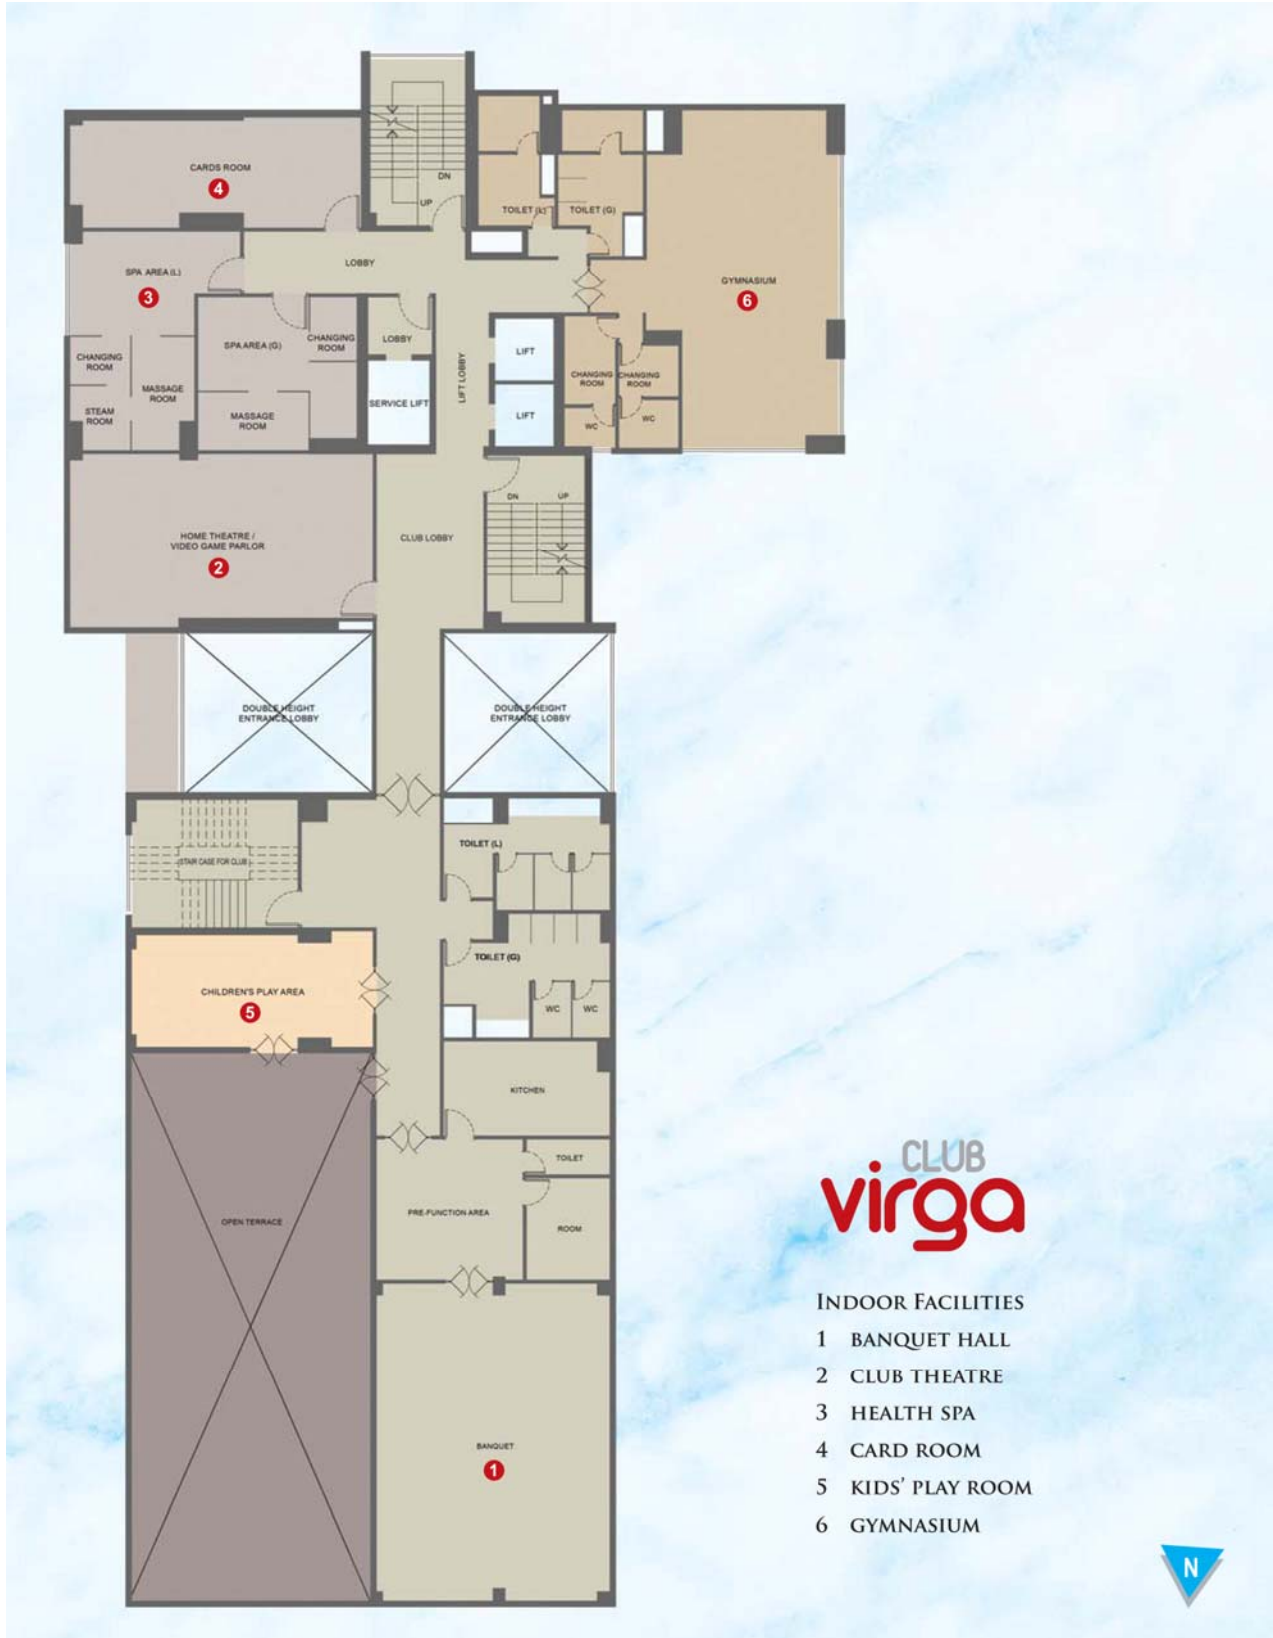 CARDS ROOM
4
DN
UP
TOILET (L)
TOILET (G)
LOBBY
SPA AREA (L)
3
GYMNASIUM
6
SPA AREA (G)
CHANGING
ROOM
LOBBY
LIFT
CHANGING
ROOM
MASSAGE
ROOM
STEAM
ROOM
MASSAGE
ROOM
SERVICE LIFT
LIFT LOBBY
LIFT
CHANGING
ROOM
CHANGING
ROOM
WC
WC
DN
UP
HOME THEATRE /
VIDEO GAME PARLOR
2
CLUB LOBBY
DOUBLE HEIGHT
ENTRANCE LOBBY
DOUBLE HEIGHT
ENTRANCE LOBBY
STAIR CASE FOR CLUB
TOILET (L)
TOILET (G)
WC
WC
CHILDREN'S PLAY AREA
5
KITCHEN
TOILET
PRE-FUNCTION AREA
ROOM
OPEN TERRACE
BANQUET
1
CLUB
virga
INDOOR FACILITIES
1 BANQUET HALL
2 CLUB THEATRE
3 HEALTH SPA
4 CARD ROOM
5 KIDS' PLAY ROOM
6 GYMNASIUM
N